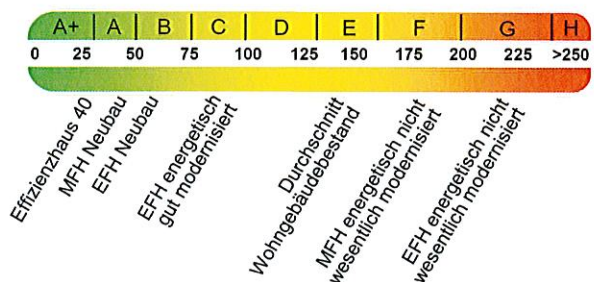 A+ A B C D E F G H
0 25 50 75 100 125 150 175 200 225 >250
Effizienzhaus 40
MFH Neubau
EFH Neubau
EFH energetisch
gut modernisiert
Durchschnitt
Wohngebäudebestand
MFH energetisch nicht
wesentlich modernisiert
EFH energetisch nicht
wesentlich modernisiert